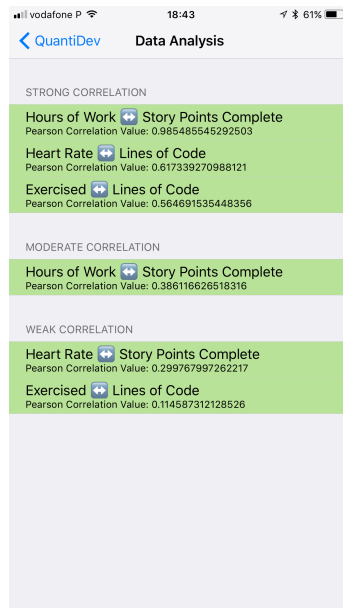 vodafone P 18:43 61%
QuantiDev Data Analysis
STRONG CORRELATION
Hours of Work ↔️ Story Points Complete
Pearson Correlation Value: 0.985485545292503
Heart Rate ↔️ Lines of Code
Pearson Correlation Value: 0.617339270988121
Exercised ↔️ Lines of Code
Pearson Correlation Value: 0.564691535448356
MODERATE CORRELATION
Hours of Work ↔️ Story Points Complete
Pearson Correlation Value: 0.386116626518316
WEAK CORRELATION
Heart Rate ↔️ Story Points Complete
Pearson Correlation Value: 0.299767997262217
Exercised ↔️ Lines of Code
Pearson Correlation Value: 0.114587312128526